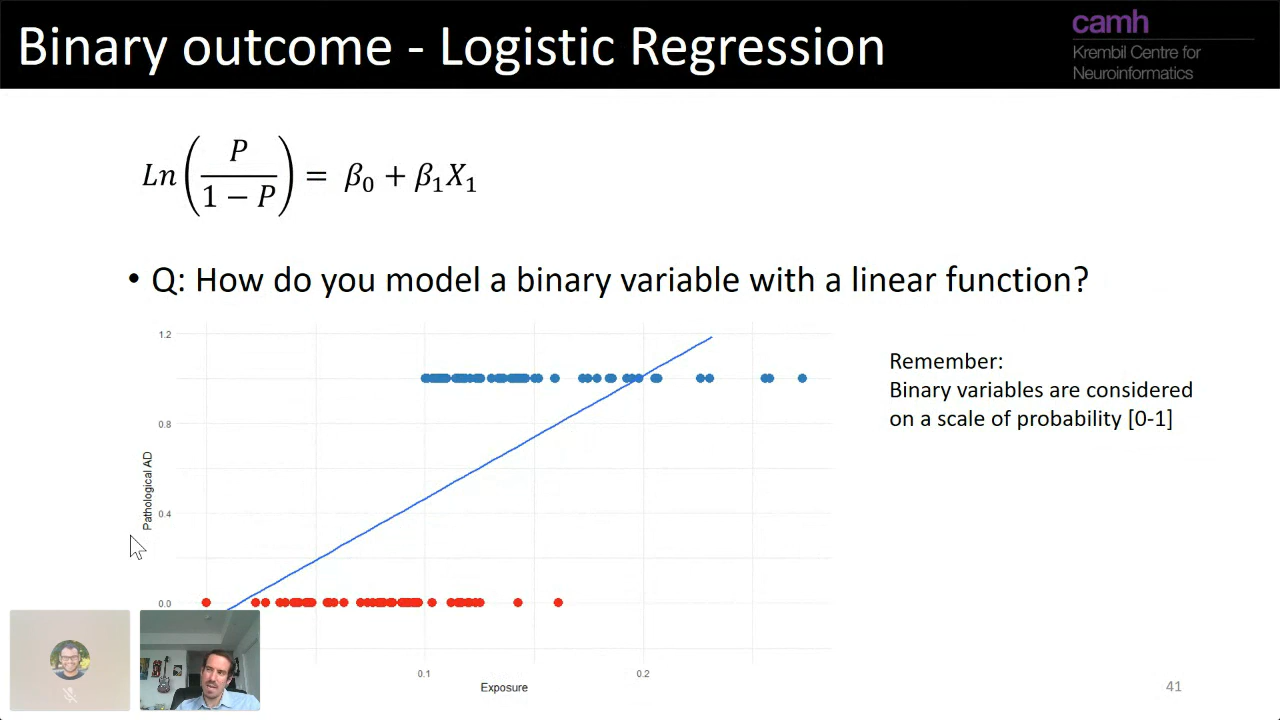 Binary outcome - Logistic Regression
camh
Krembil Centre for
Neuroinformatics
Ln(P/(1 − P)) = β₀ + β₁X₁
• Q: How do you model a binary variable with a linear function?
1.2
0.8
0.4
0.0
Pathological AD
0.1
0.2
Exposure
Remember:
Binary variables are considered
on a scale of probability [0-1]
41